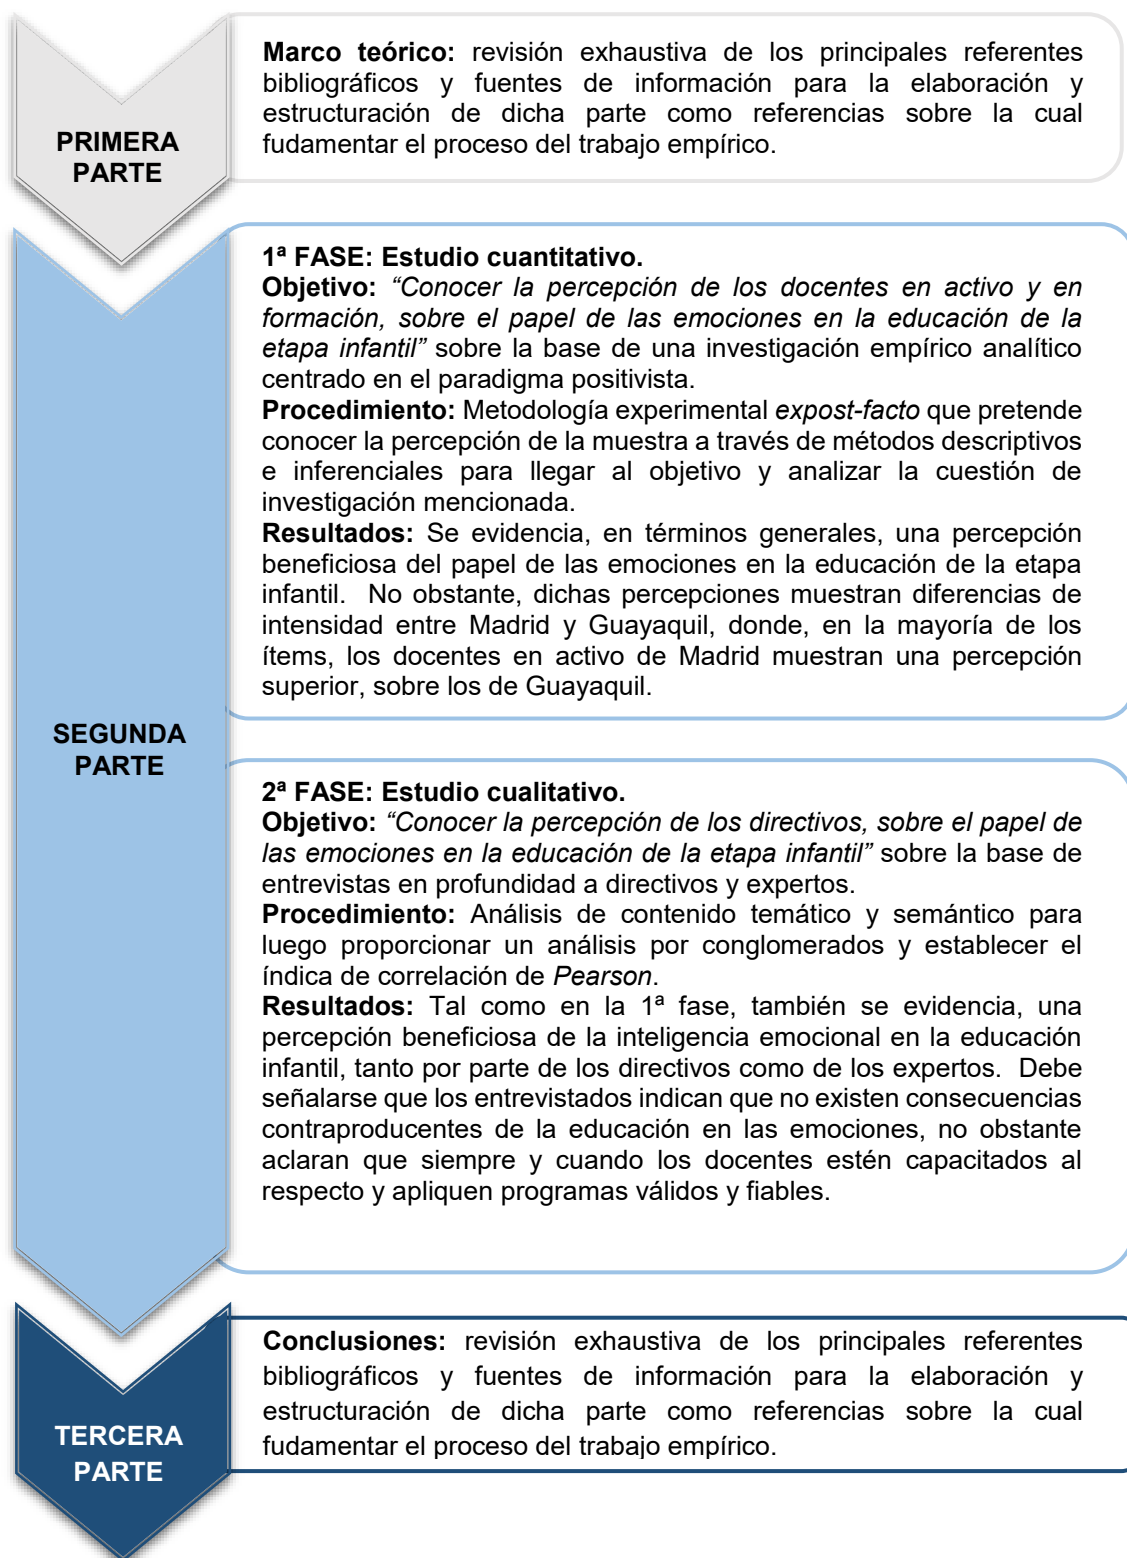 PRIMERA
PARTE
Marco teórico: revisión exhaustiva de los principales referentes
bibliográficos y fuentes de información para la elaboración y
estructuración de dicha parte como referencias sobre la cual
fudamentar el proceso del trabajo empírico.
SEGUNDA
PARTE
1ª FASE: Estudio cuantitativo.
Objetivo: “Conocer la percepción de los docentes en activo y en
formación, sobre el papel de las emociones en la educación de la
etapa infantil” sobre la base de una investigación empírico analítico
centrado en el paradigma positivista.
Procedimiento: Metodología experimental expost-facto que pretende
conocer la percepción de la muestra a través de métodos descriptivos
e inferenciales para llegar al objetivo y analizar la cuestión de
investigación mencionada.
Resultados: Se evidencia, en términos generales, una percepción
beneficiosa del papel de las emociones en la educación de la etapa
infantil. No obstante, dichas percepciones muestran diferencias de
intensidad entre Madrid y Guayaquil, donde, en la mayoría de los
ítems, los docentes en activo de Madrid muestran una percepción
superior, sobre los de Guayaquil.
2ª FASE: Estudio cualitativo.
Objetivo: “Conocer la percepción de los directivos, sobre el papel de
las emociones en la educación de la etapa infantil” sobre la base de
entrevistas en profundidad a directivos y expertos.
Procedimiento: Análisis de contenido temático y semántico para
luego proporcionar un análisis por conglomerados y establecer el
índica de correlación de Pearson.
Resultados: Tal como en la 1ª fase, también se evidencia, una
percepción beneficiosa de la inteligencia emocional en la educación
infantil, tanto por parte de los directivos como de los expertos. Debe
señalarse que los entrevistados indican que no existen consecuencias
contraproducentes de la educación en las emociones, no obstante
aclaran que siempre y cuando los docentes estén capacitados al
respecto y apliquen programas válidos y fiables.
TERCERA
PARTE
Conclusiones: revisión exhaustiva de los principales referentes
bibliográficos y fuentes de información para la elaboración y
estructuración de dicha parte como referencias sobre la cual
fudamentar el proceso del trabajo empírico.